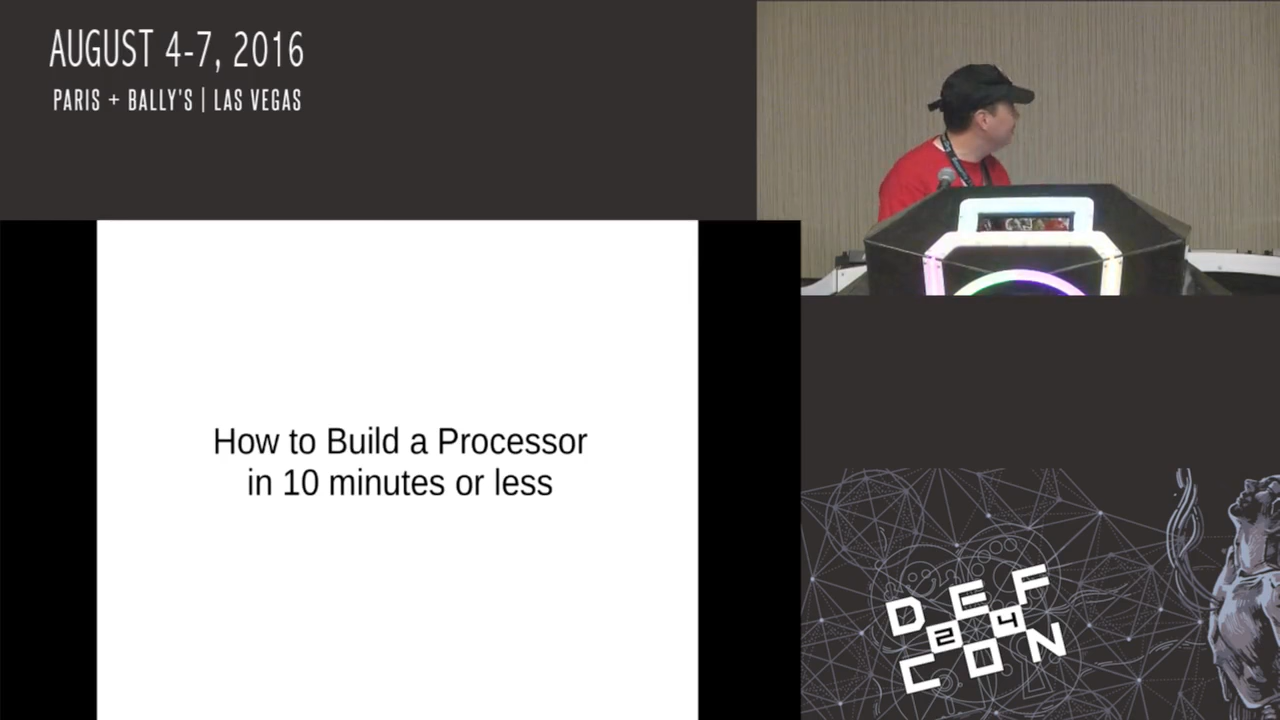 AUGUST 4-7, 2016
PARIS + BALLY'S | LAS VEGAS
How to Build a Processor
in 10 minutes or less
DEF
24
CON